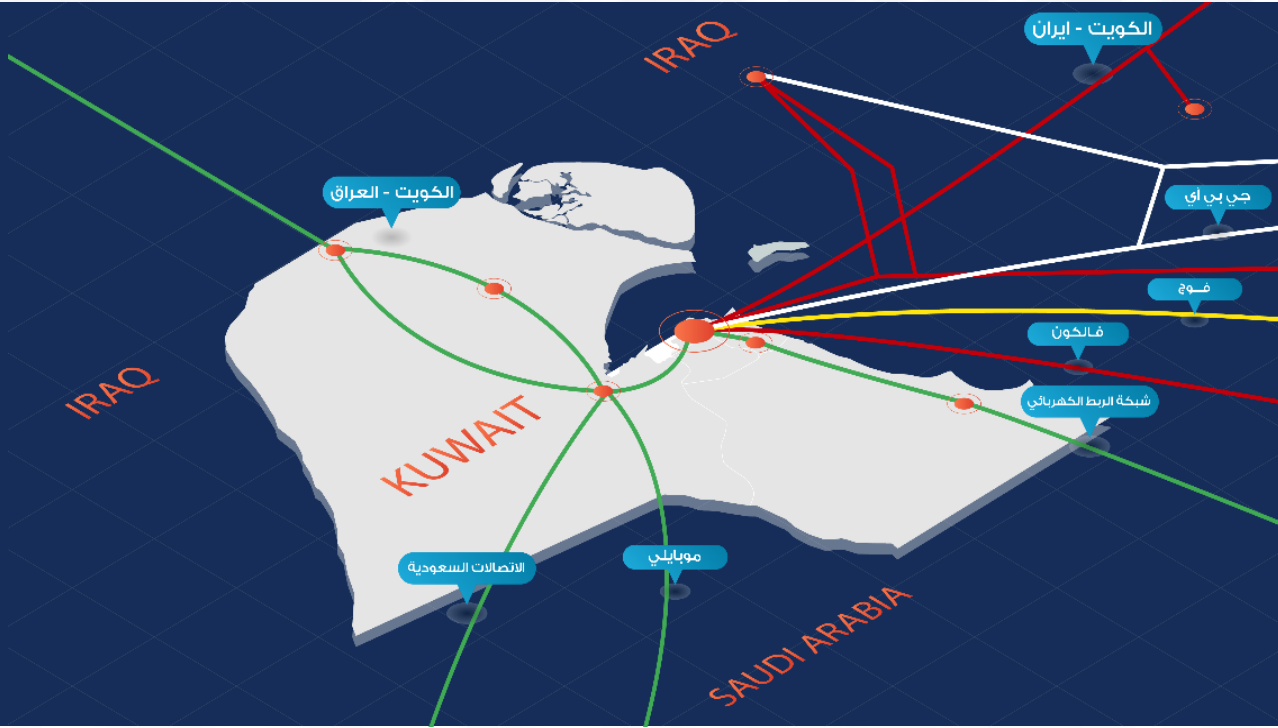 الكويت - ايران
IRAQ
الكويت - العراق
جي بي أي
فـوج
فالكون
IRAQ
شبكة الربط الكهربائي
KUWAIT
موبايلي
الاتصالات السعودية
SAUDI ARABIA